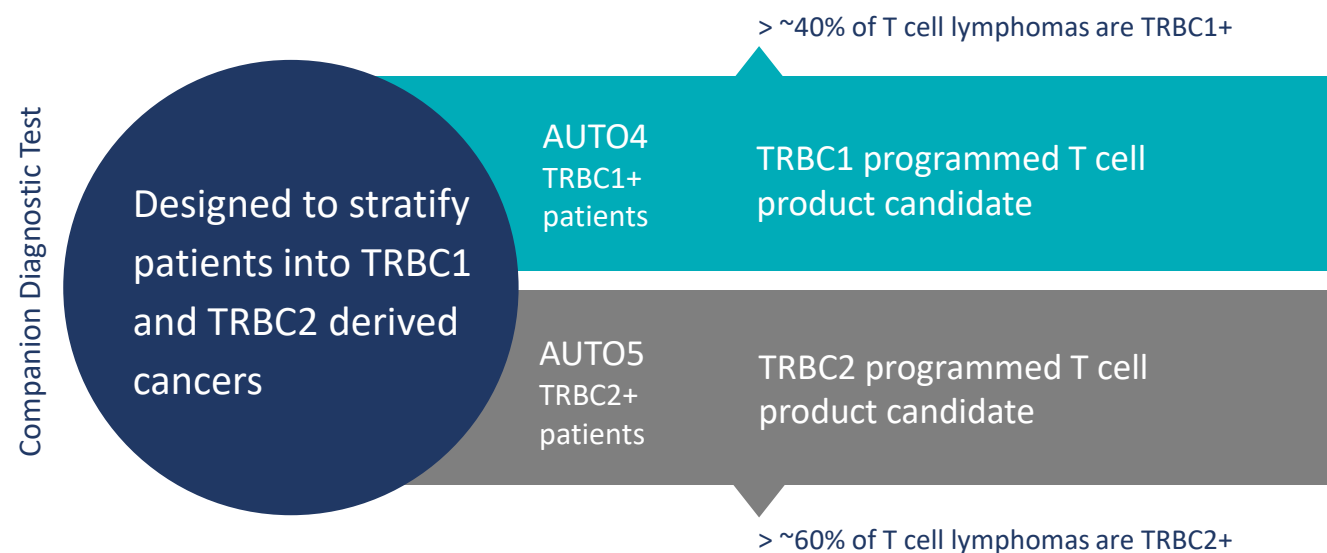 > ~40% of T cell lymphomas are TRBC1+
Companion Diagnostic Test
Designed to stratify
patients into TRBC1
and TRBC2 derived
cancers
AUTO4
TRBC1+
patients
TRBC1 programmed T cell
product candidate
AUTO5
TRBC2+
patients
TRBC2 programmed T cell
product candidate
> ~60% of T cell lymphomas are TRBC2+